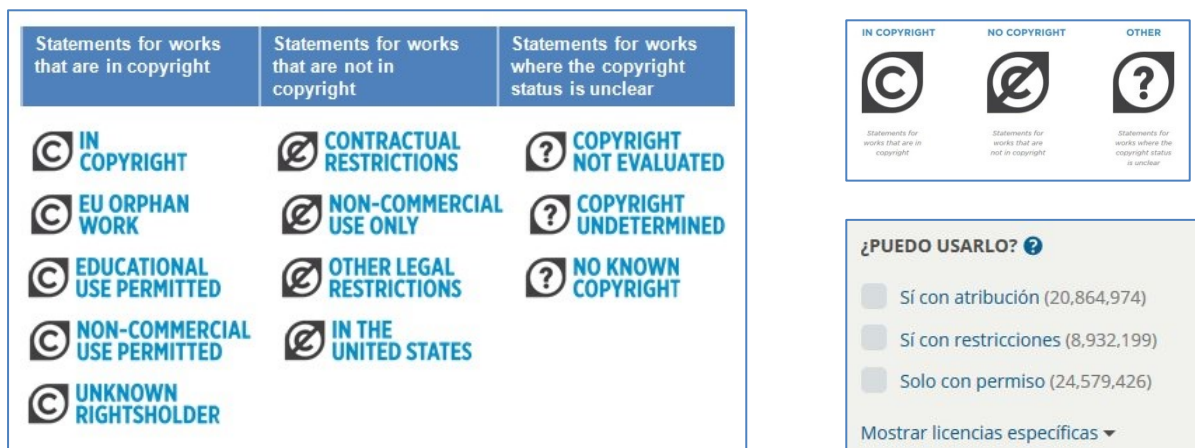 Statements for works
that are in copyright
Statements for works
that are not in
copyright
Statements for works
where the copyright
status is unclear
IN
COPYRIGHT
EU ORPHAN
WORK
EDUCATIONAL
USE PERMITTED
NON-COMMERCIAL
USE PERMITTED
UNKNOWN
RIGHTSHOLDER
CONTRACTUAL
RESTRICTIONS
NON-COMMERCIAL
USE ONLY
OTHER LEGAL
RESTRICTIONS
IN THE
UNITED STATES
COPYRIGHT
NOT EVALUATED
COPYRIGHT
UNDETERMINED
NO KNOWN
COPYRIGHT
IN COPYRIGHT
Statements for
works that are in
copyright
NO COPYRIGHT
Statements for
works that are
not in copyright
OTHER
Statements for
works where the
copyright status
is unclear
¿PUEDO USARLO?
Sí con atribución (20,864,974)
Sí con restricciones (8,932,199)
Solo con permiso (24,579,426)
Mostrar licencias específicas